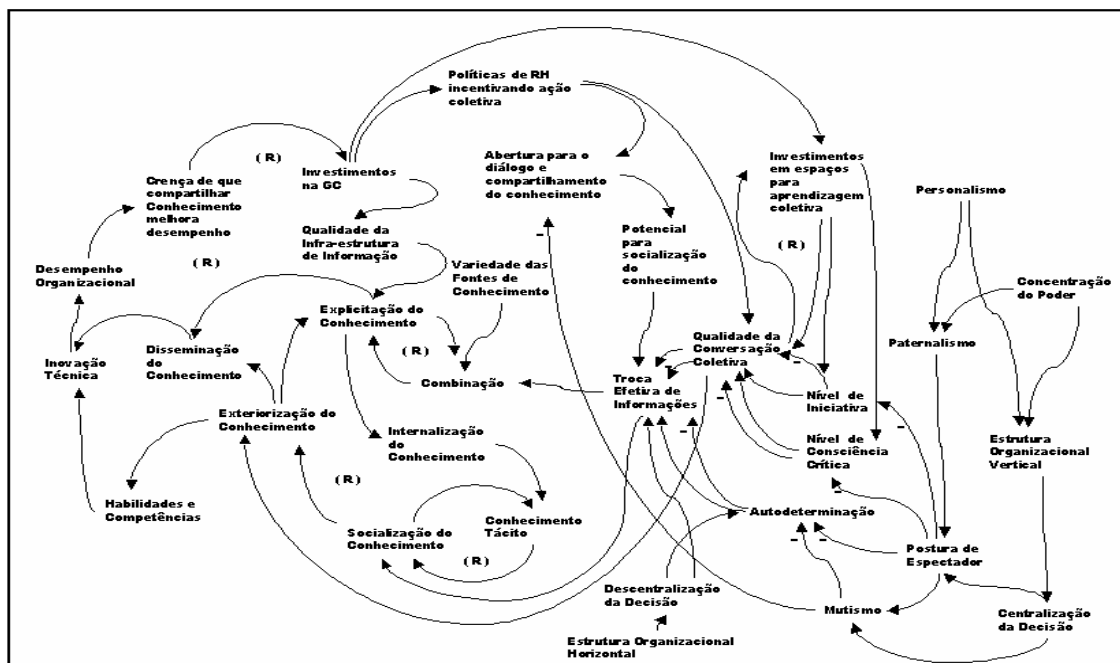 Políticas de RH
incentivando ação
coletiva
( R )
Investimentos
na GC
Abertura para o
diálogo e
compartilhamento
do conhecimento
Investimentos
em espaços
para
aprendizagem
coletiva
Crença de que
compartilhar
Conhecimento
melhora
desempenho
Personalismo
Qualidade da
Infra-estrutura
de Informação
Potencial
para
socialização
do
conhecimento
-
( R )
( R )
Desempenho
Organizacional
Variedade das
Fontes de
Conhecimento
Concentração
do Poder
Explicitação do
Conhecimento
Inovação
Técnica
Disseminação
do
Conhecimento
( R )
Qualidade da
Conversação
Coletiva
Paternalismo
Combinação
Troca
Efetiva de
Informações
-
-
Nível de
Iniciativa
-
Exteriorização do
Conhecimento
-
-
Internalização
do
Conhecimento
Nível de
Consciência
Crítica
Estrutura
Organizacional
Vertical
( R )
-
Habilidades e
Competências
Socialização do
Conhecimento
Conhecimento
Tácito
Autodeterminação
-
-
( R )
Postura de
Espectador
Descentralização
da Decisão
Mutismo
Centralização
da Decisão
Estrutura Organizacional
Horizontal